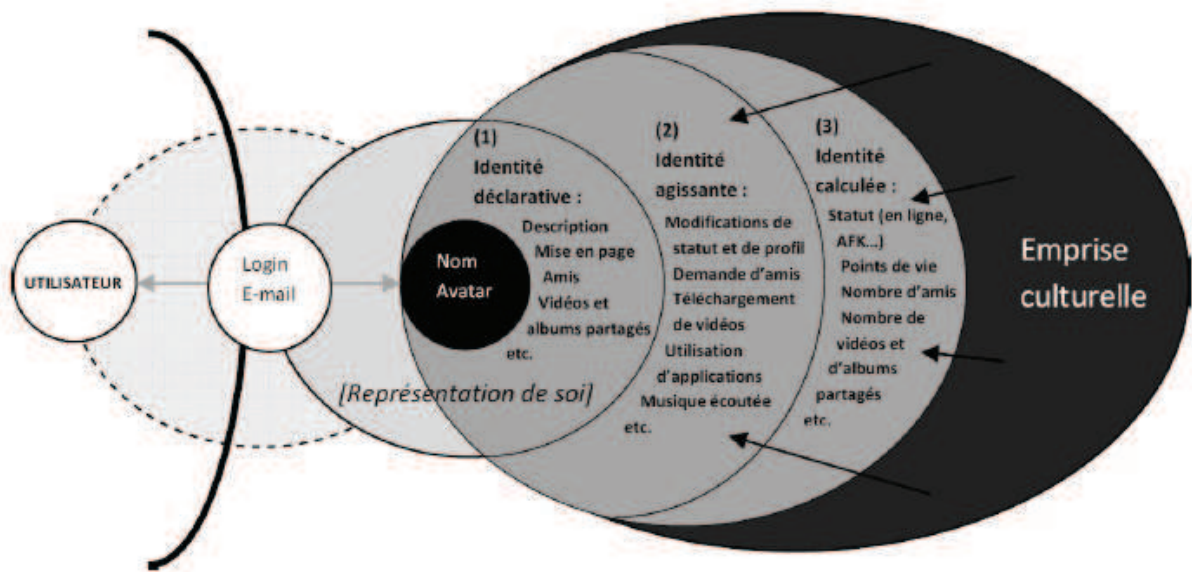 UTILISATEUR
Login
E-mail
Nom
Avatar
(1)
Identité
déclarative :
Description
Mise en page
Amis
Vidéos et
albums partagés
etc.
[Représentation de soi]
(2)
Identité
agissante :
Modifications de
statut et de profil
Demande d'amis
Téléchargement
de vidéos
Utilisation
d'applications
Musique écoutée
etc.
(3)
Identité
calculée :
Statut (en ligne,
AFK...)
Points de vie
Nombre d'amis
Nombre de
vidéos et
d'albums
partagés
etc.
Emprise
culturelle